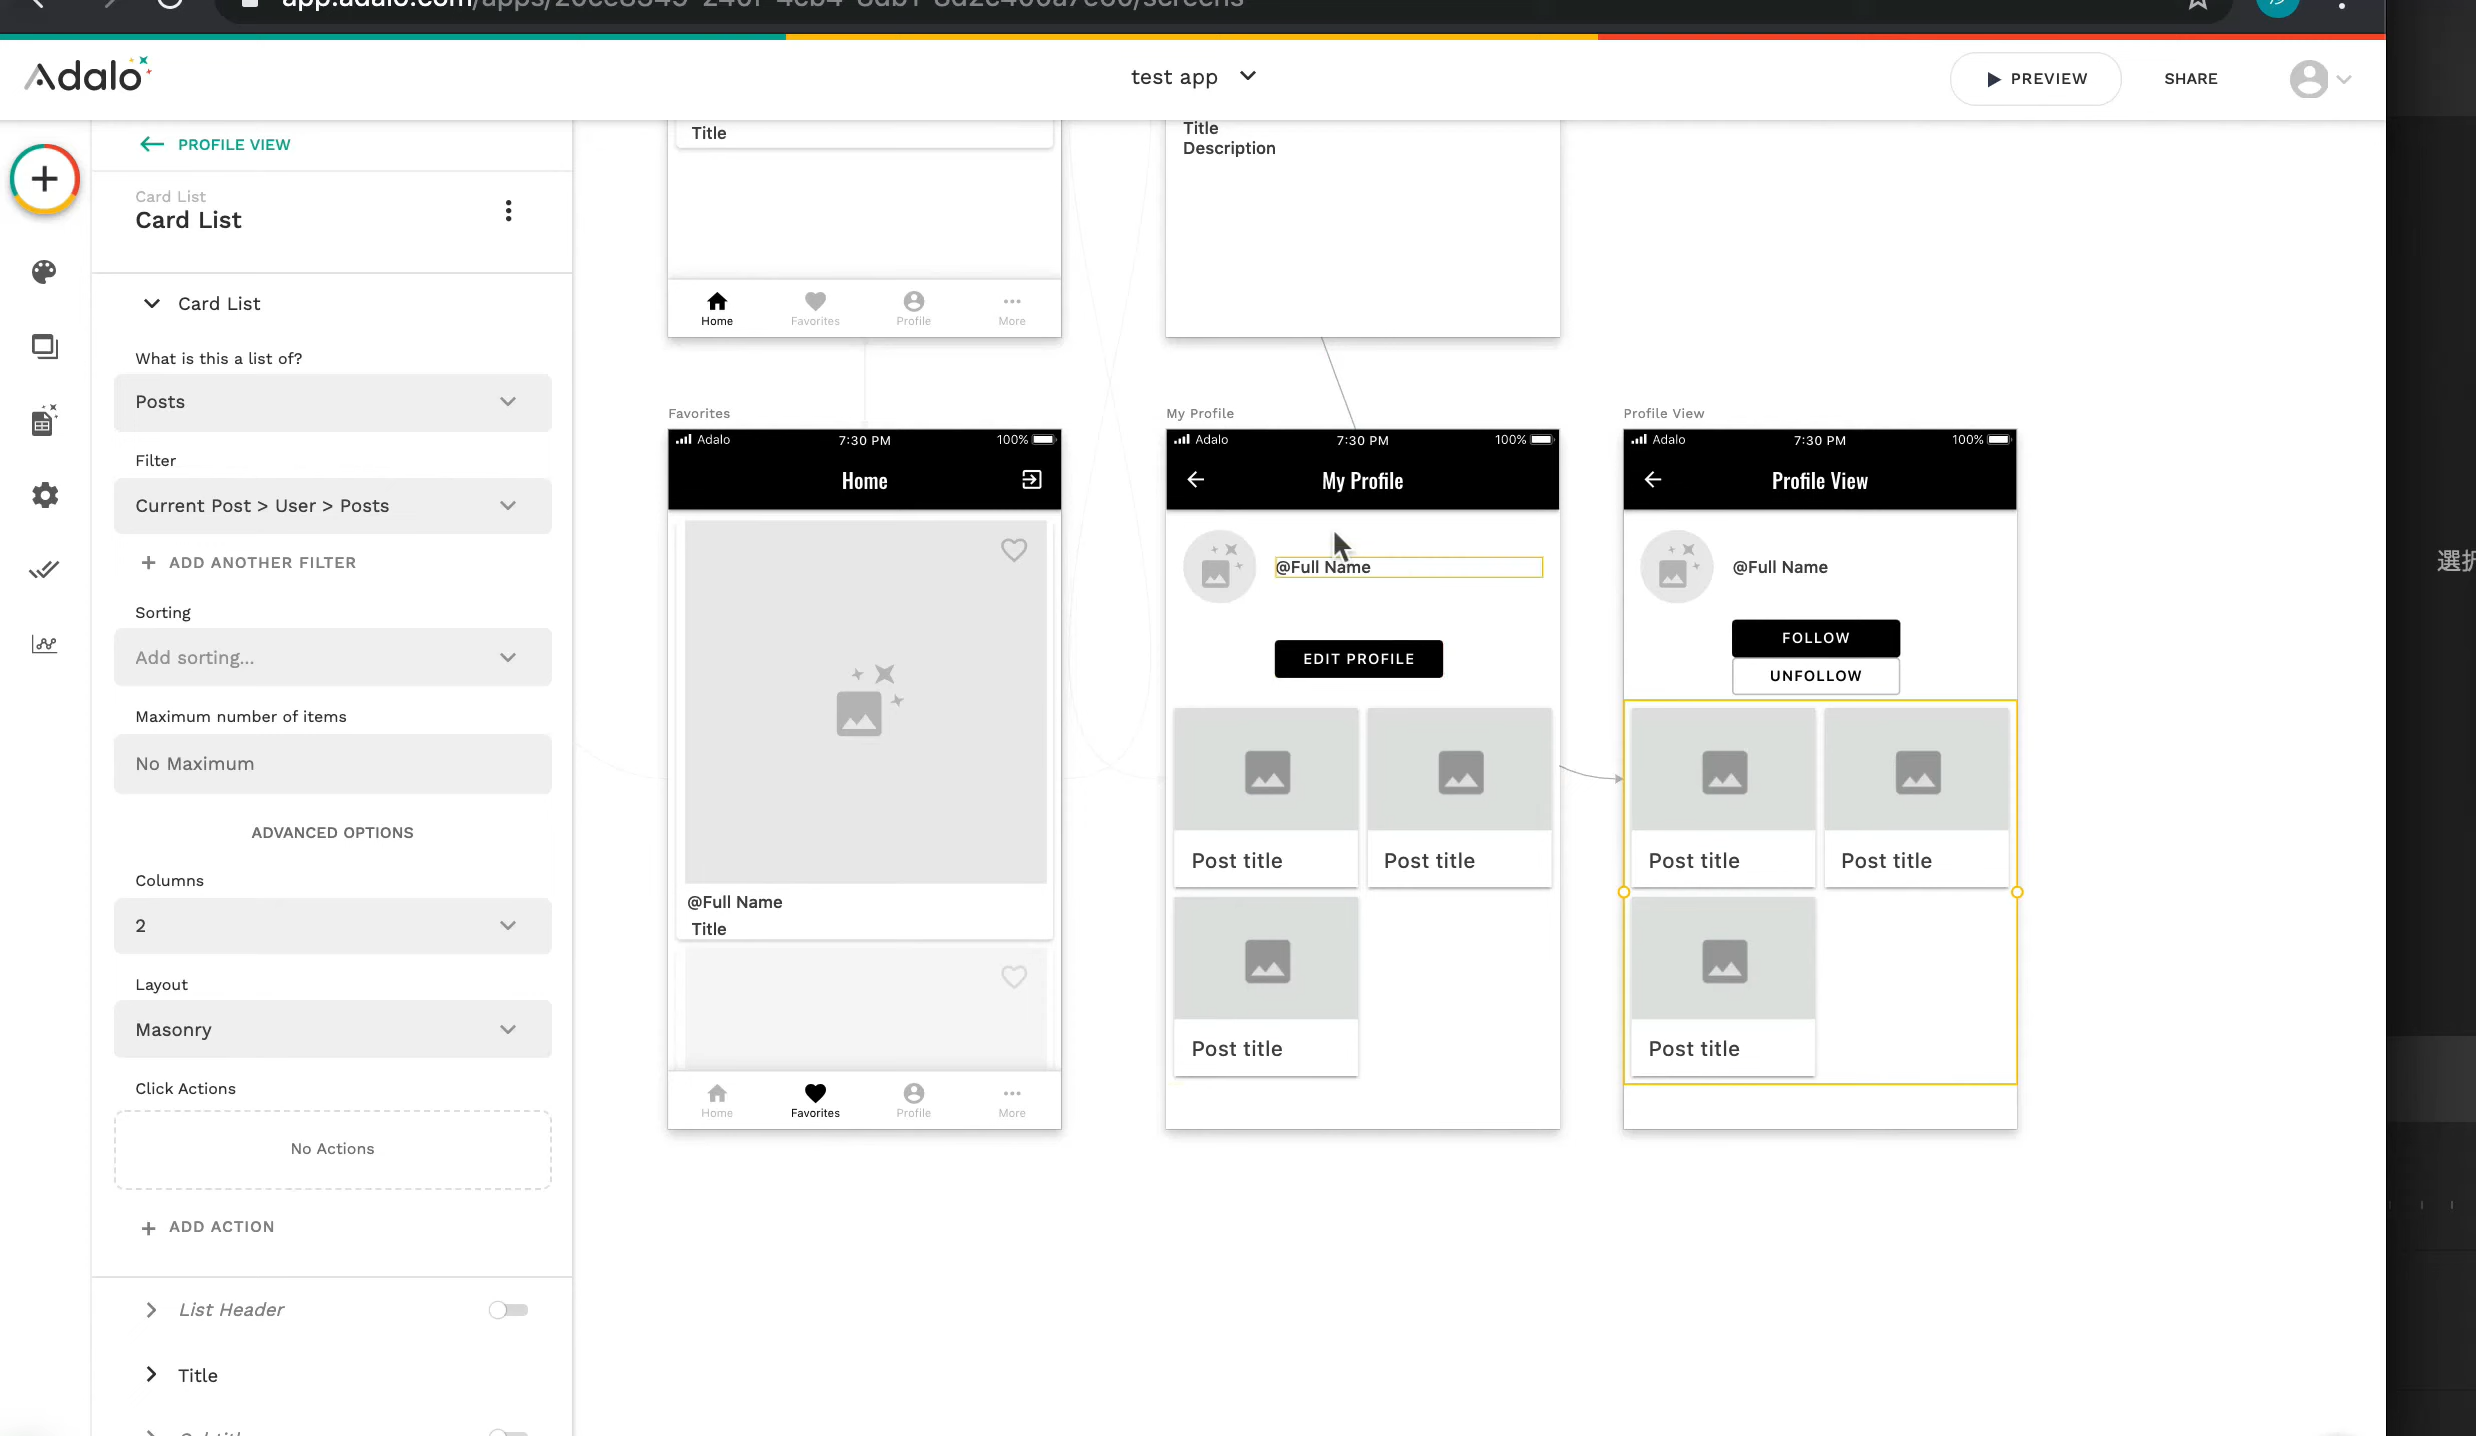 Adalo
test app
PREVIEW
SHARE
PROFILE VIEW
Card List
Card List
Card List
What is this a list of?
Posts
Filter
Current Post > User > Posts
+ ADD ANOTHER FILTER
Sorting
Add sorting...
Maximum number of items
No Maximum
ADVANCED OPTIONS
Columns
2
Layout
Masonry
Click Actions
No Actions
+ ADD ACTION
List Header
Title
Title
Home
Favorites
Profile
More
Title
Description
Favorites
Adalo
7:30 PM
100%
Home
@Full Name
Title
Home
Favorites
Profile
More
My Profile
Adalo
7:30 PM
100%
My Profile
@Full Name
EDIT PROFILE
Post title
Post title
Post title
Profile View
Adalo
7:30 PM
100%
Profile View
@Full Name
FOLLOW
UNFOLLOW
Post title
Post title
Post title
選択